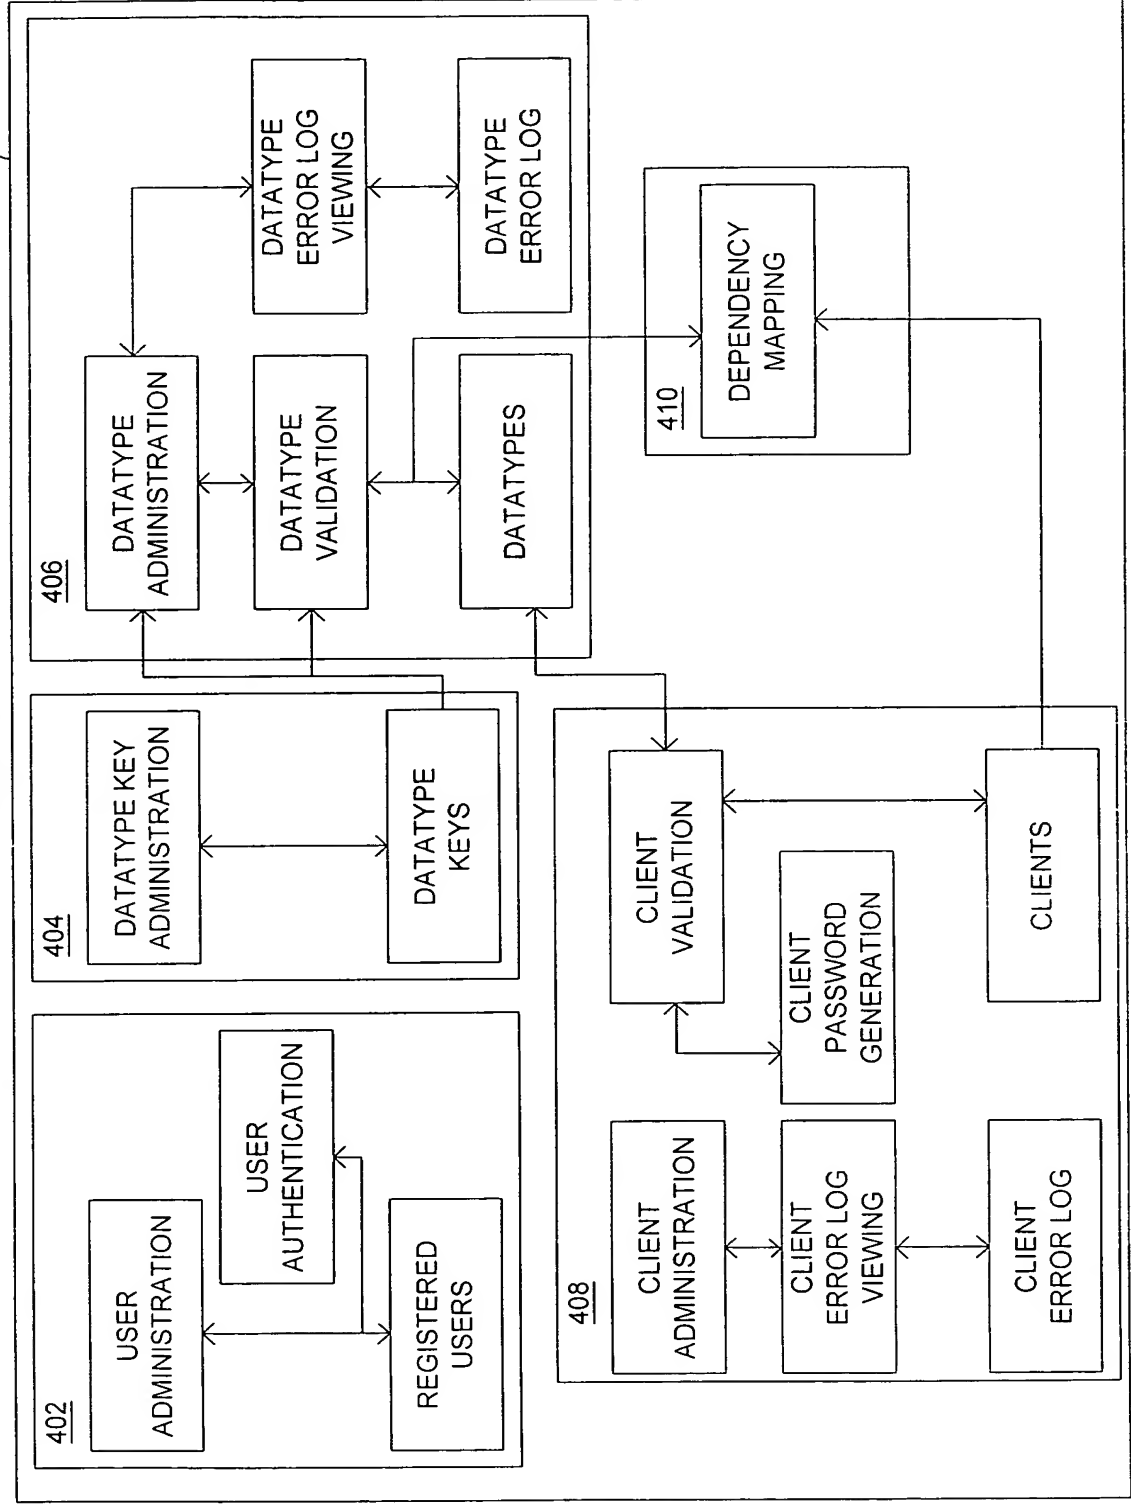 402
USER
ADMINISTRATION
USER
AUTHENTICATION
REGISTERED
USERS
404
DATATYPE KEY
ADMINISTRATION
DATATYPE
KEYS
406
DATATYPE
ADMINISTRATION
DATATYPE
VALIDATION
DATATYPES
DATATYPE
ERROR LOG
VIEWING
DATATYPE
ERROR LOG
408
CLIENT
ADMINISTRATION
CLIENT
ERROR LOG
VIEWING
CLIENT
ERROR LOG
CLIENT
VALIDATION
CLIENT
PASSWORD
GENERATION
CLIENTS
410
DEPENDENCY
MAPPING